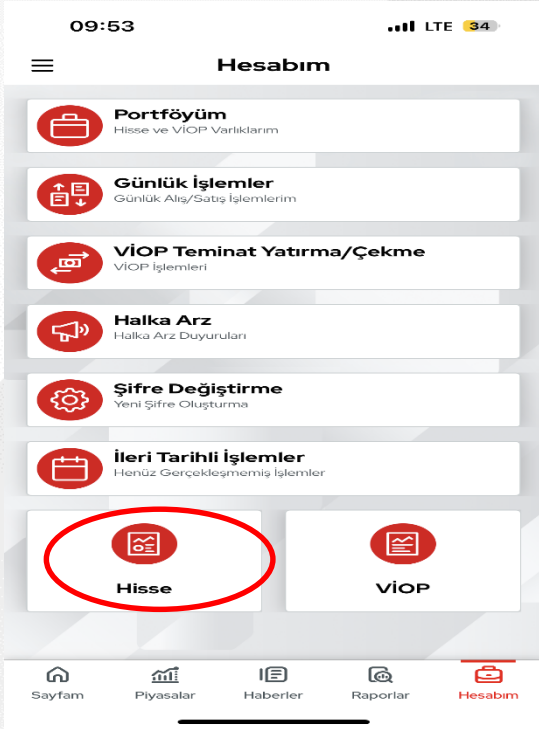 09:53
LTE 34
Hesabım
Portföyüm
Hisse ve VİOP Varlıklarım
Günlük İşlemler
Günlük Alış/Satış İşlemlerim
VİOP Teminat Yatırma/Çekme
VİOP İşlemleri
Halka Arz
Halka Arz Duyuruları
Şifre Değiştirme
Yeni Şifre Oluşturma
İleri Tarihli İşlemler
Henüz Gerçekleşmemiş İşlemler
Hisse
VİOP
Sayfam
Piyasalar
Haberler
Raporlar
Hesabım